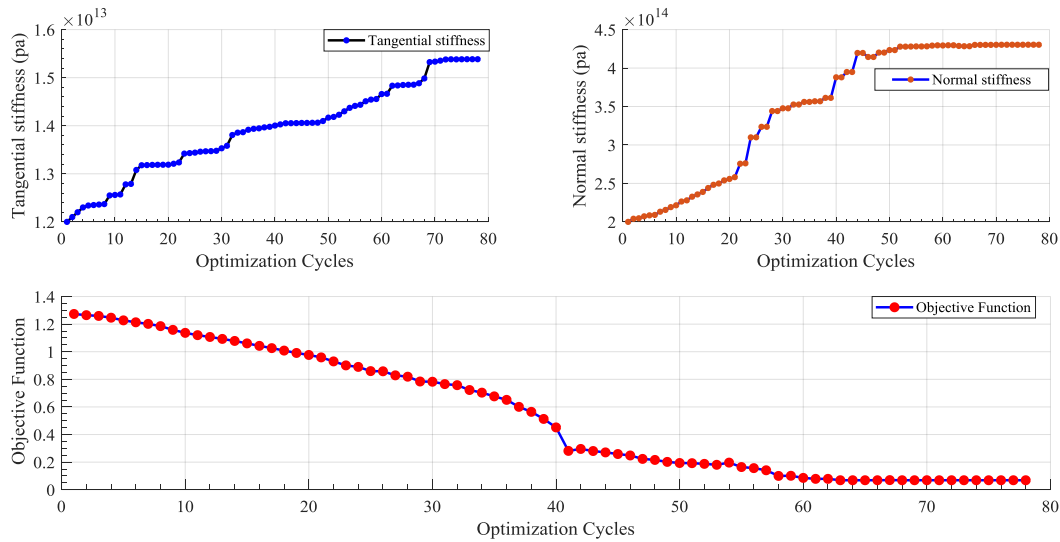 ×10^13
Tangential stiffness (pa)
1.6
1.5
1.4
1.3
1.2
Tangential stiffness
0 10 20 30 40 50 60 70 80
Optimization Cycles
×10^14
Normal stiffness (pa)
4.5
4
3.5
3
2.5
2
Normal stiffness
0 10 20 30 40 50 60 70 80
Optimization Cycles
Objective Function
1.4
1.2
1
0.8
0.6
0.4
0.2
0
Objective Function
0 10 20 30 40 50 60 70 80
Optimization Cycles